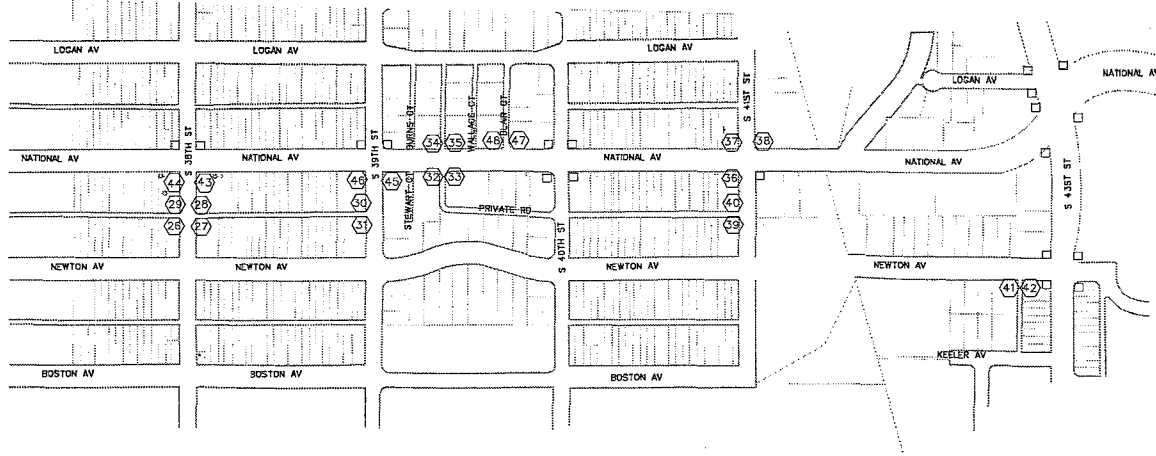 LOGAN AV
LOGAN AV
LOGAN AV
LOGAN AV
NATIONAL AV
S 38TH ST
S 39TH ST
BURNS CT
WALLACE CT
S 41ST ST
34
35
48
47
37
38
NATIONAL AV
NATIONAL AV
NATIONAL AV
NATIONAL AV
44
43
46
45
32
33
36
29
28
30
40
STEWART CT
PRIVATE RD
S 43RD ST
26
27
31
39
S 40TH ST
NEWTON AV
NEWTON AV
NEWTON AV
NEWTON AV
41
42
KEELER AV
BOSTON AV
BOSTON AV
BOSTON AV